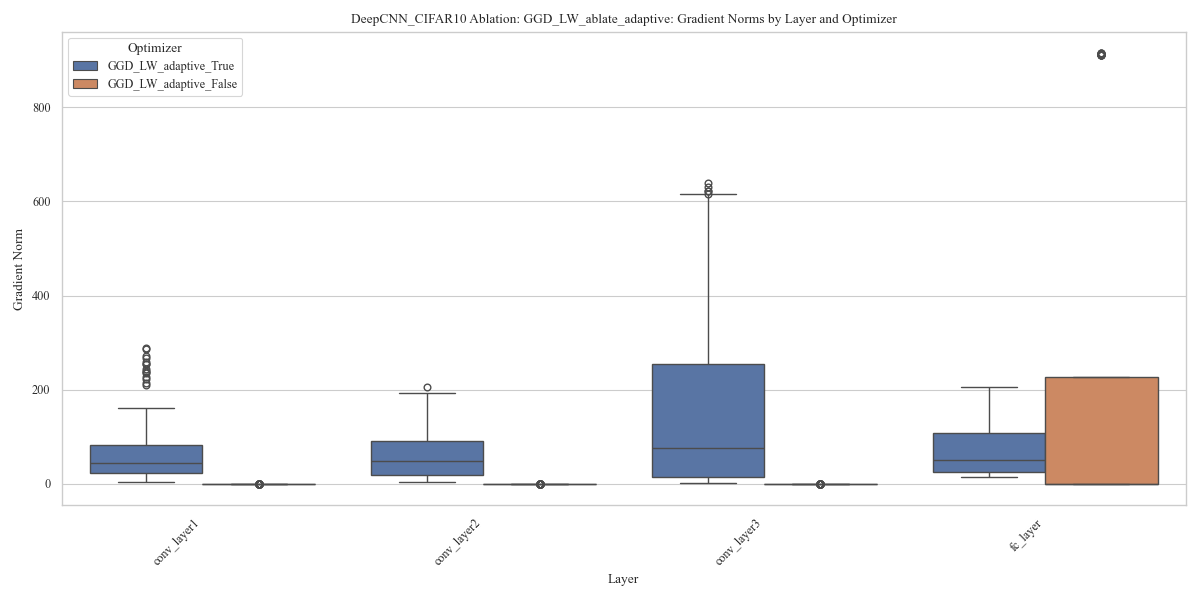 DeepCNN_CIFAR10 Ablation: GGD_LW_ablate_adaptive: Gradient Norms by Layer and Optimizer
Optimizer
GGD_LW_adaptive_True
GGD_LW_adaptive_False
800
600
400
200
0
Gradient Norm
conv_layer1
conv_layer2
conv_layer3
fc_layer
Layer